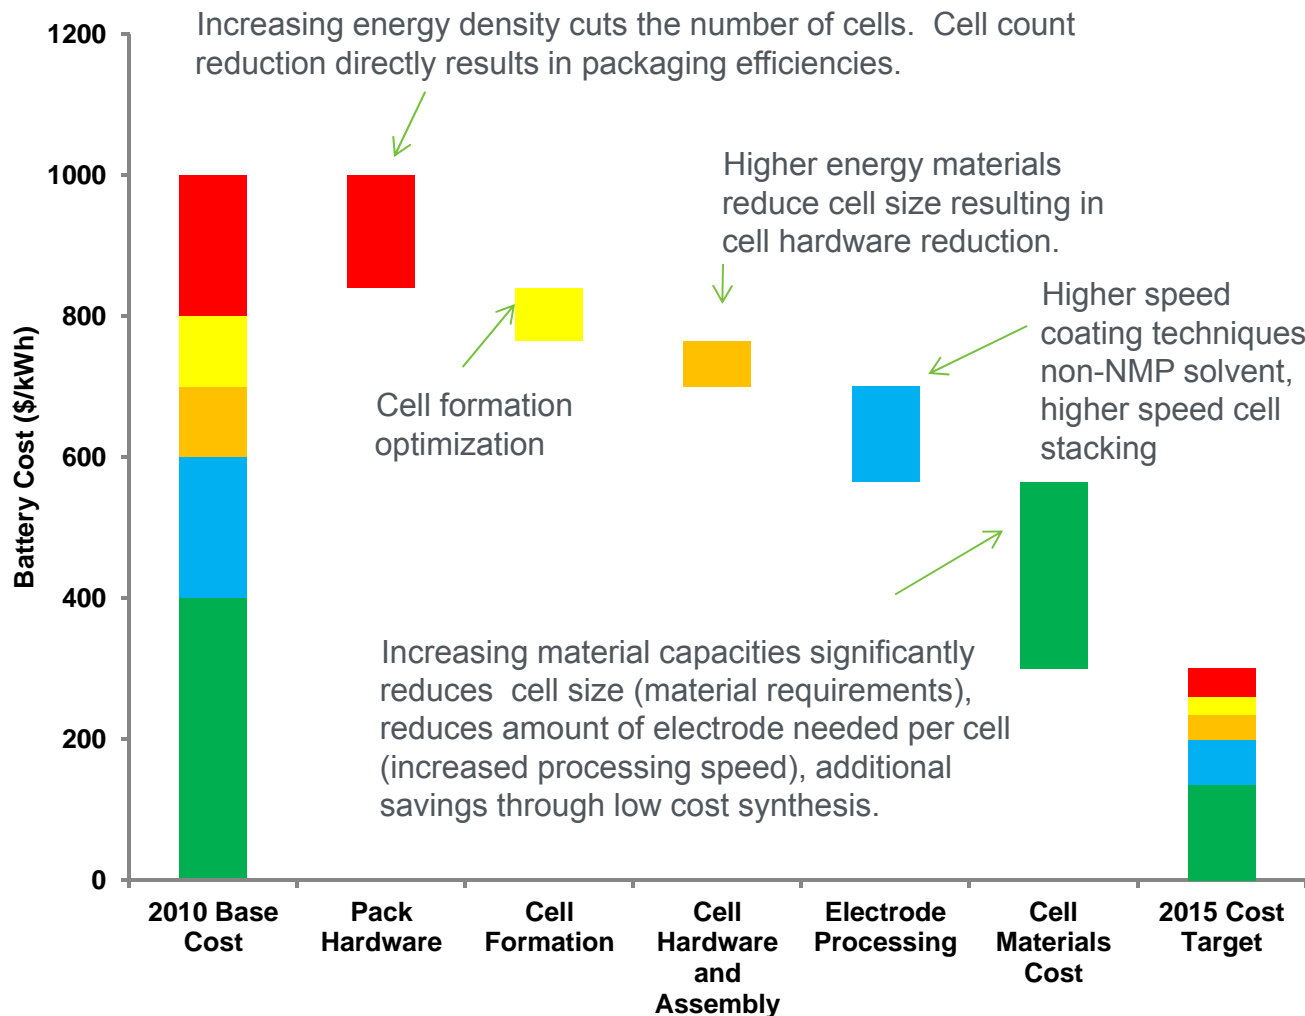 Increasing energy density cuts the number of cells.  Cell count
reduction directly results in packaging efficiencies.
1200
1000
800
600
400
200
0
Battery Cost ($/kWh)
Higher energy materials
reduce cell size resulting in
cell hardware reduction.
Higher speed
coating techniques
non-NMP solvent,
higher speed cell
stacking
Cell formation
optimization
Increasing material capacities significantly
reduces  cell size (material requirements),
reduces amount of electrode needed per cell
(increased processing speed), additional
savings through low cost synthesis.
2010 Base
Cost
Pack
Hardware
Cell
Formation
Cell
Hardware
and
Assembly
Electrode
Processing
Cell
Materials
Cost
2015 Cost
Target